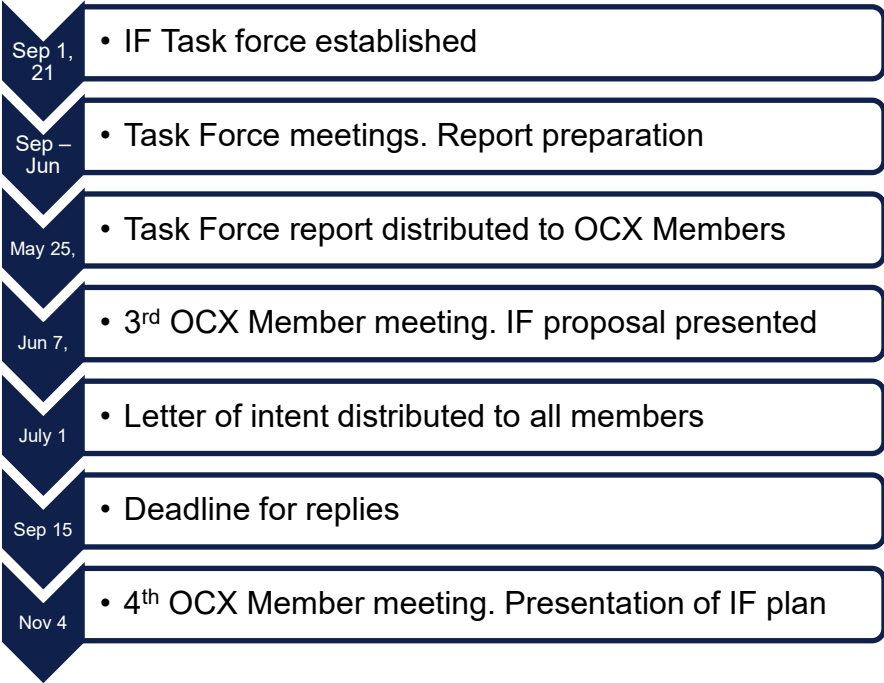 Sep 1,
21
• IF Task force established
Sep –
Jun
• Task Force meetings. Report preparation
May 25,
• Task Force report distributed to OCX Members
Jun 7,
• 3rd OCX Member meeting. IF proposal presented
July 1
• Letter of intent distributed to all members
Sep 15
• Deadline for replies
Nov 4
• 4th OCX Member meeting. Presentation of IF plan